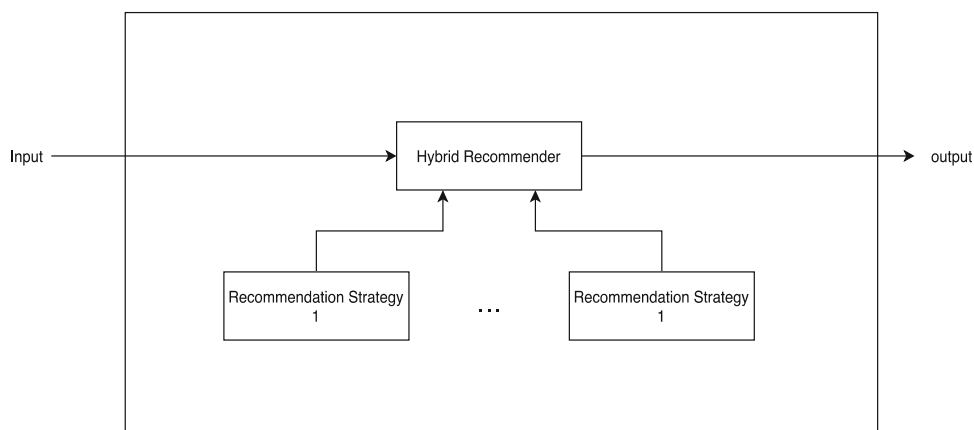 Input
Hybrid Recommender
output
Recommendation Strategy
1
...
Recommendation Strategy
1